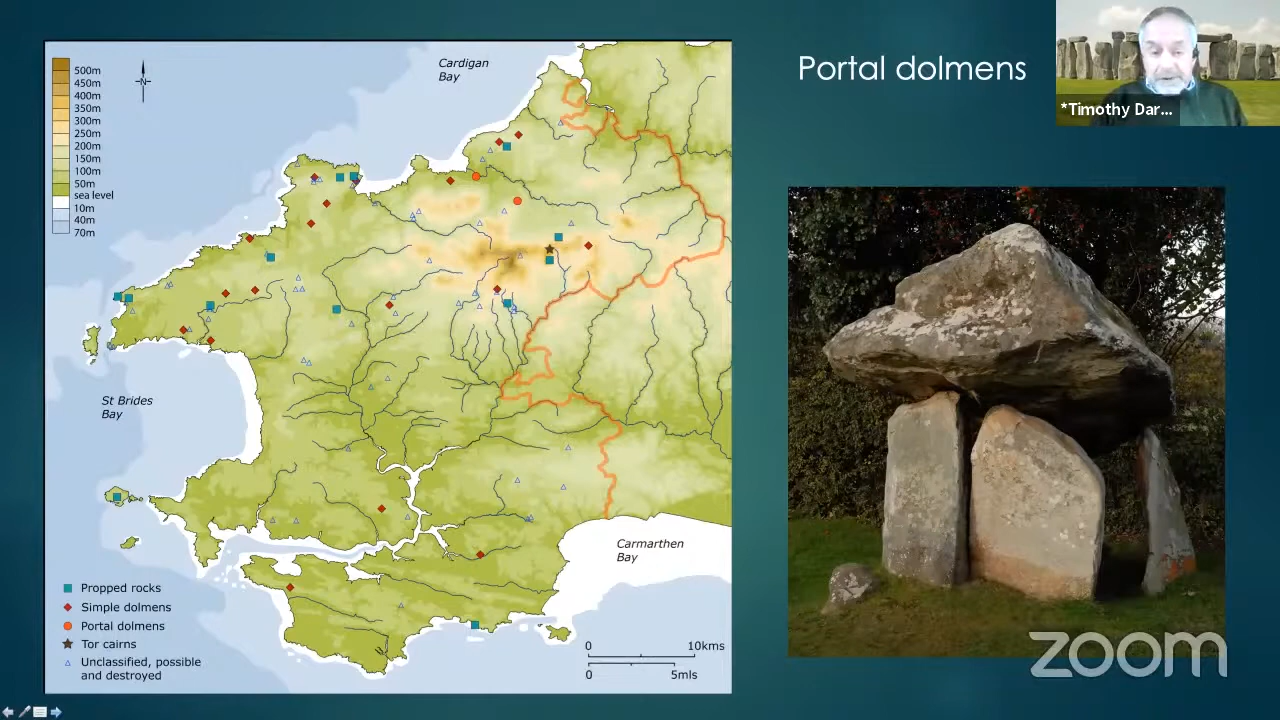 Portal dolmens
*Timothy Dar...
500m
450m
400m
350m
300m
250m
200m
150m
100m
50m
sea level
10m
40m
70m
N
Cardigan
Bay
St Brides
Bay
Carmarthen
Bay
Propped rocks
Simple dolmens
Portal dolmens
Tor cairns
Unclassified, possible
and destroyed
0 10kms
0 5mls
zoom